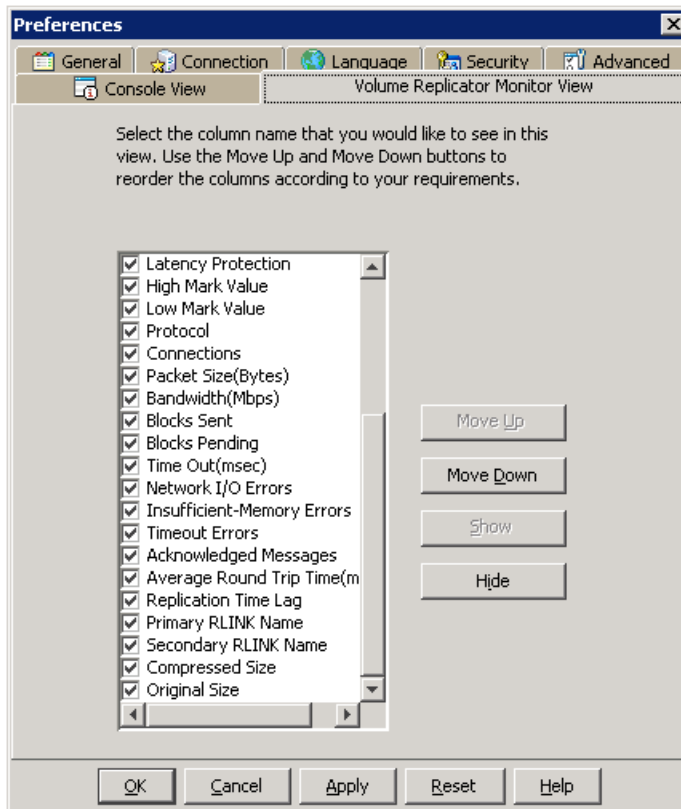 Preferences
General
Connection
Language
Security
Advanced
Console View
Volume Replicator Monitor View
Select the column name that you would like to see in this
view. Use the Move Up and Move Down buttons to
reorder the columns according to your requirements.
Latency Protection
High Mark Value
Low Mark Value
Protocol
Connections
Packet Size(Bytes)
Bandwidth(Mbps)
Blocks Sent
Blocks Pending
Time Out(msec)
Network I/O Errors
Insufficient-Memory Errors
Timeout Errors
Acknowledged Messages
Average Round Trip Time(m
Replication Time Lag
Primary RLINK Name
Secondary RLINK Name
Compressed Size
Original Size
Move Up
Move Down
Show
Hide
OK
Cancel
Apply
Reset
Help